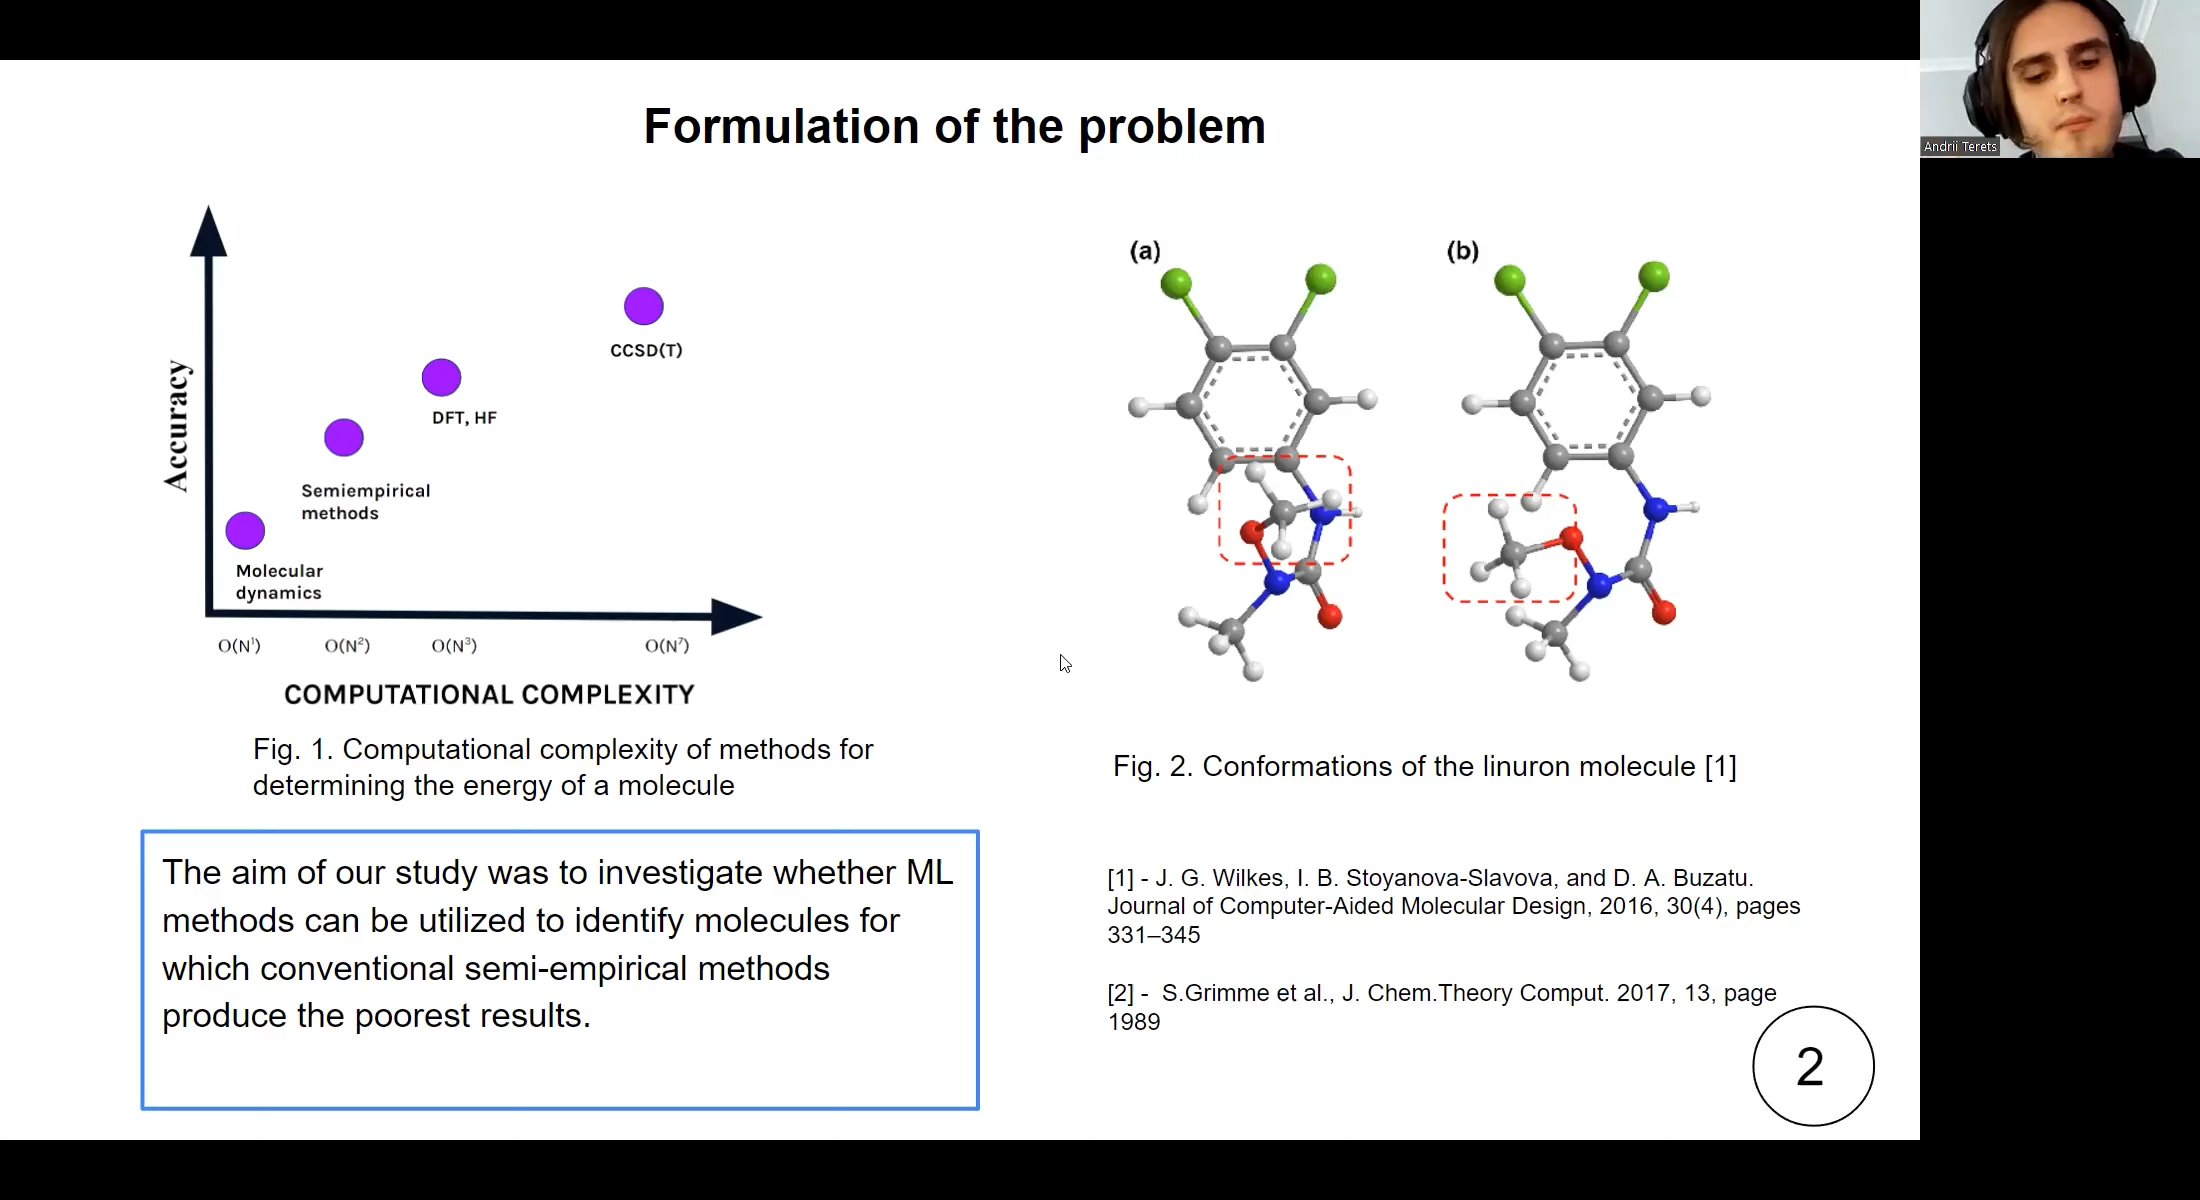 Formulation of the problem
Andrii Terets
Accuracy
CCSD(T)
DFT, HF
Semiempirical
methods
Molecular
dynamics
O(N¹) O(N²) O(N³) O(N⁷)
COMPUTATIONAL COMPLEXITY
Fig. 1. Computational complexity of methods for
determining the energy of a molecule
The aim of our study was to investigate whether ML
methods can be utilized to identify molecules for
which conventional semi-empirical methods
produce the poorest results.
(a) (b)
Fig. 2. Conformations of the linuron molecule [1]
[1] - J. G. Wilkes, I. B. Stoyanova-Slavova, and D. A. Buzatu.
Journal of Computer-Aided Molecular Design, 2016, 30(4), pages
331–345
[2] - S.Grimme et al., J. Chem.Theory Comput. 2017, 13, page
1989
2